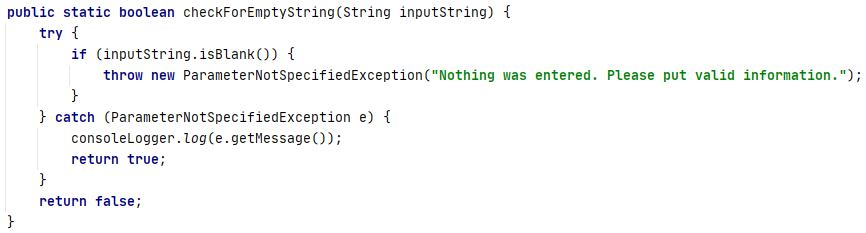 public static boolean checkForEmptyString(String inputString) {
    try {
        if (inputString.isBlank()) {
            throw new ParameterNotSpecifiedException("Nothing was entered. Please put valid information.");
        }
    } catch (ParameterNotSpecifiedException e) {
        consoleLogger.log(e.getMessage());
        return true;
    }
    return false;
}